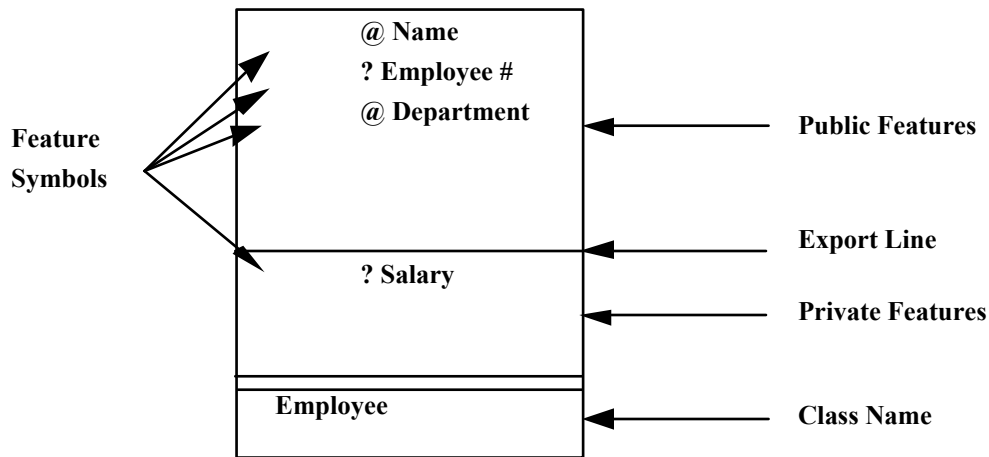 @ Name
? Employee #
@ Department
Feature
Symbols
Public Features
Export Line
? Salary
Private Features
Employee
Class Name